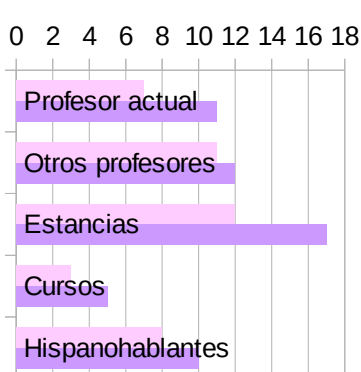 0 2 4 6 8 10 12 14 16 18
Profesor actual
Otros profesores
Estancias
Cursos
Hispanohablantes